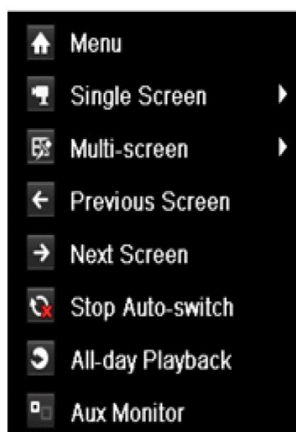 Menu
Single Screen
Multi-screen
Previous Screen
Next Screen
Stop Auto-switch
All-day Playback
Aux Monitor